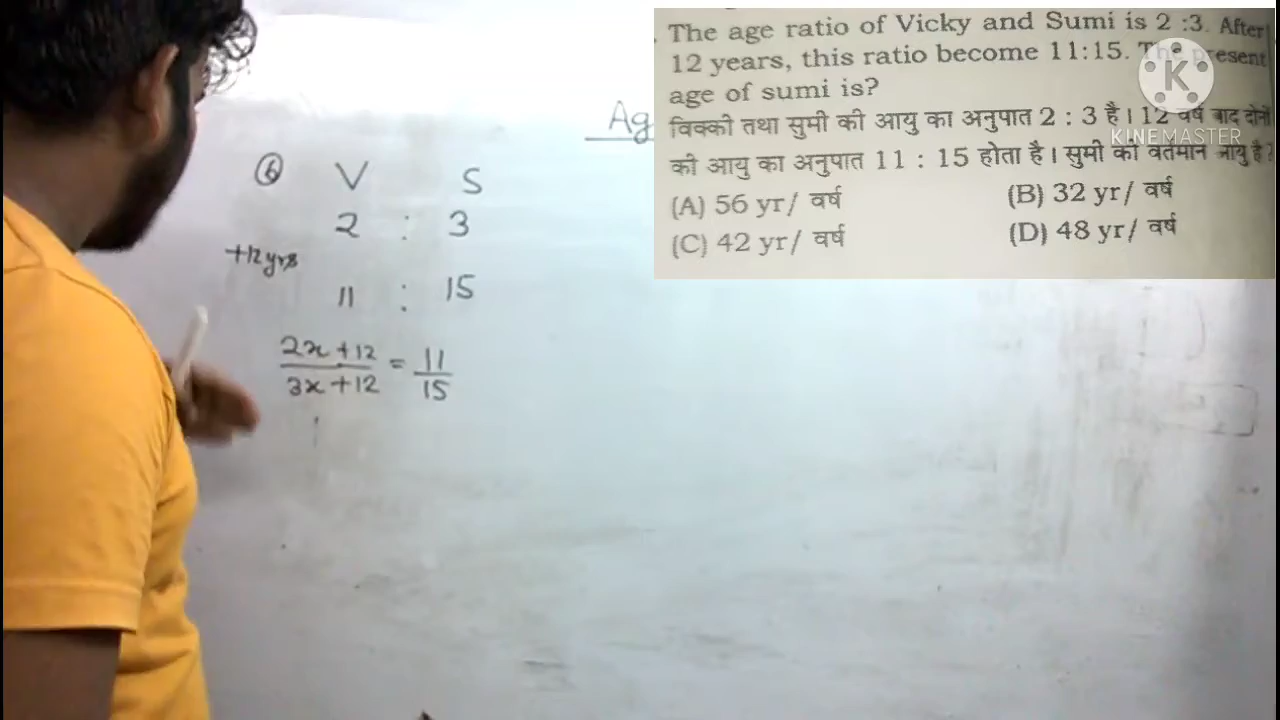 The age ratio of Vicky and Sumi is 2 :3. After
12 years, this ratio become 11:15. The present
age of sumi is?
विक्की तथा सुमी की आयु का अनुपात 2 : 3 है। 12 वर्ष बाद दोनों
की आयु का अनुपात 11 : 15 होता है। सुमी की वर्तमान आयु है?
(A) 56 yr/ वर्ष (B) 32 yr/ वर्ष
(C) 42 yr/ वर्ष (D) 48 yr/ वर्ष
K
KINEMASTER
Ag
6 V S
2 : 3
+12 yrs
11 : 15
2x+12 / 3x+12 = 11 / 15